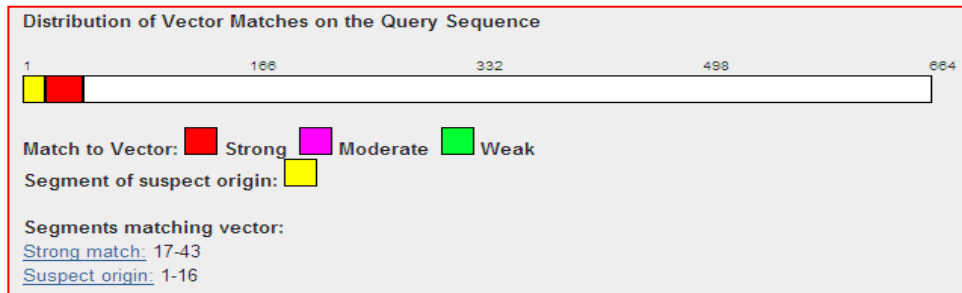 Distribution of Vector Matches on the Query Sequence
1 166 332 498 664
Match to Vector: Strong Moderate Weak
Segment of suspect origin:
Segments matching vector:
Strong match: 17-43
Suspect origin: 1-16